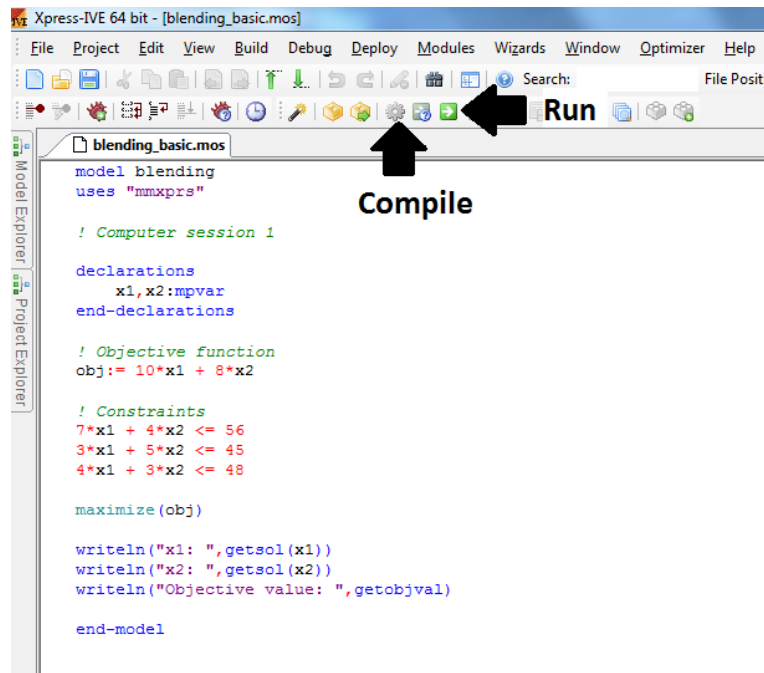 Xpress-IVE 64 bit - [blending_basic.mos]
File Project Edit View Build Debug Deploy Modules Wizards Window Optimizer Help
Search: File Posit
Run
blending_basic.mos
Compile
Model Explorer
Project Explorer
model blending
uses "mmxprs"
! Computer session 1
declarations
x1,x2:mpvar
end-declarations
! Objective function
obj:= 10*x1 + 8*x2
! Constraints
7*x1 + 4*x2 <= 56
3*x1 + 5*x2 <= 45
4*x1 + 3*x2 <= 48
maximize(obj)
writeln("x1: ",getsol(x1))
writeln("x2: ",getsol(x2))
writeln("Objective value: ",getobjval)
end-model